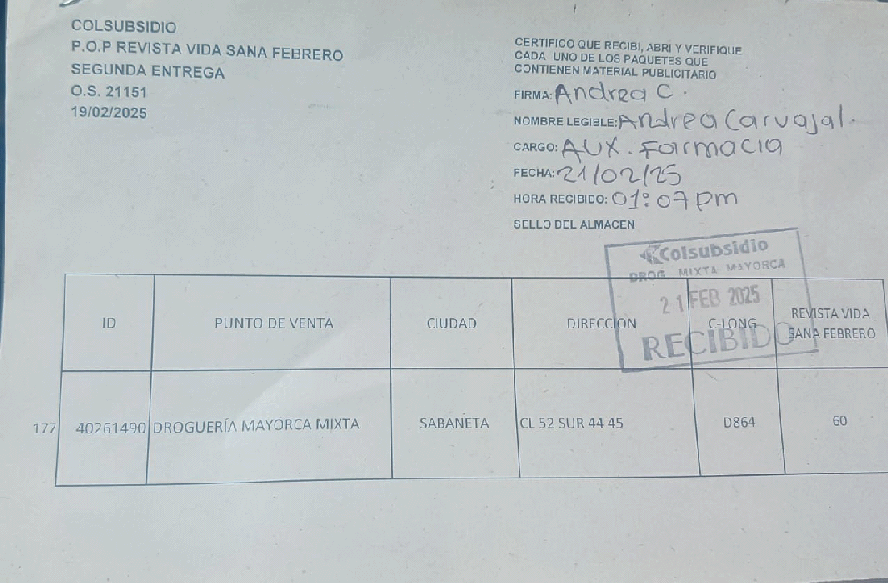 COLSUBSIDIO
P.O.P REVISTA VIDA SANA FEBRERO
SEGUNDA ENTREGA
O.S. 21151
19/02/2025
CERTIFICO QUE RECIBI, ABRI Y VERIFIQUE
CADA UNO DE LOS PAQUETES QUE
CONTIENEN MATERIAL PUBLICITARIO
FIRMA: Andrea C.
NOMBRE LEGIBLE: Andrea Carvajal.
CARGO: AUX. Farmacia
FECHA: 21/02/25
HORA RECIBIDO: 01:07 pm
SELLO DEL ALMACEN
Colsubsidio
DROG. MIXTA MAYORCA
21 FEB 2025
RECIBIDO
ID PUNTO DE VENTA CIUDAD DIRECCION C-LONG REVISTA VIDA
SANA FEBRERO
177 40261490 DROGUERÍA MAYORCA MIXTA SABANETA CL 52 SUR 44 45 D864 60